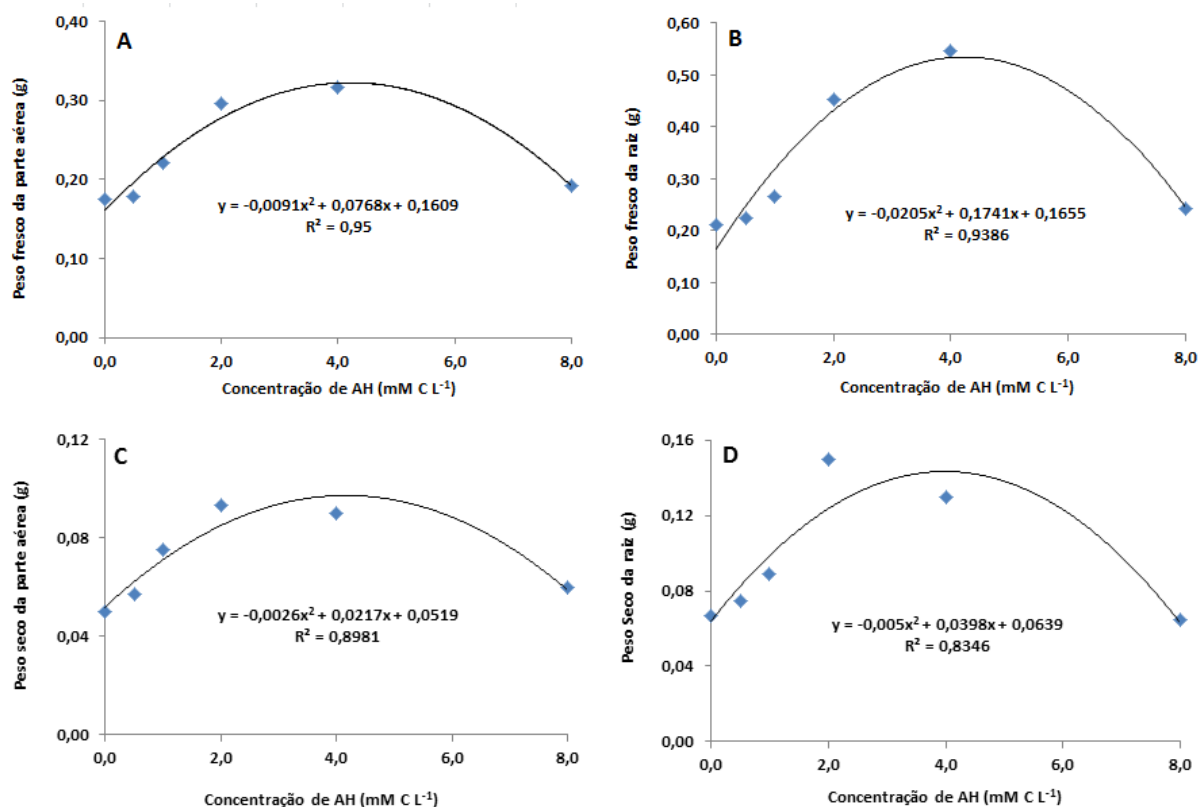 A
Peso fresco da parte aérea (g)
0,40
0,30
0,20
0,10
0,00
y = -0,0091x² + 0,0768x + 0,1609
R² = 0,95
0,0 2,0 4,0 6,0 8,0
Concentração de AH (mM C L⁻¹)
B
Peso fresco da raiz (g)
0,60
0,50
0,40
0,30
0,20
0,10
0,00
y = -0,0205x² + 0,1741x + 0,1655
R² = 0,9386
0,0 2,0 4,0 6,0 8,0
Concentração de AH (mM C L⁻¹)
C
Peso seco da parte aérea (g)
0,12
0,08
0,04
0,00
y = -0,0026x² + 0,0217x + 0,0519
R² = 0,8981
0,0 2,0 4,0 6,0 8,0
Concentração de AH (mM C L⁻¹)
D
Peso Seco da raiz (g)
0,16
0,12
0,08
0,04
0,00
y = -0,005x² + 0,0398x + 0,0639
R² = 0,8346
0,0 2,0 4,0 6,0 8,0
Concentração de AH (mM C L⁻¹)